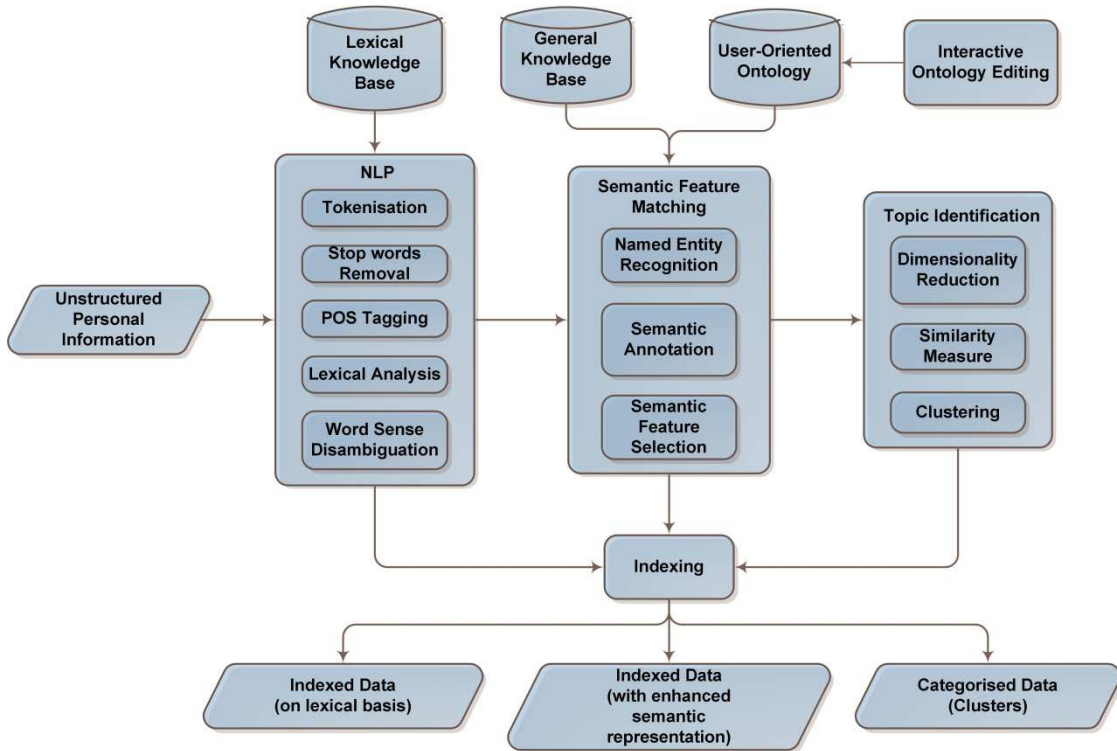 Lexical
Knowledge
Base
General
Knowledge
Base
User-Oriented
Ontology
Interactive
Ontology Editing
NLP
Tokenisation
Stop words
Removal
POS Tagging
Lexical Analysis
Word Sense
Disambiguation
Semantic Feature
Matching
Named Entity
Recognition
Semantic
Annotation
Semantic
Feature
Selection
Topic Identification
Dimensionality
Reduction
Similarity
Measure
Clustering
Unstructured
Personal
Information
Indexing
Indexed Data
(on lexical basis)
Indexed Data
(with enhanced
semantic
representation)
Categorised Data
(Clusters)